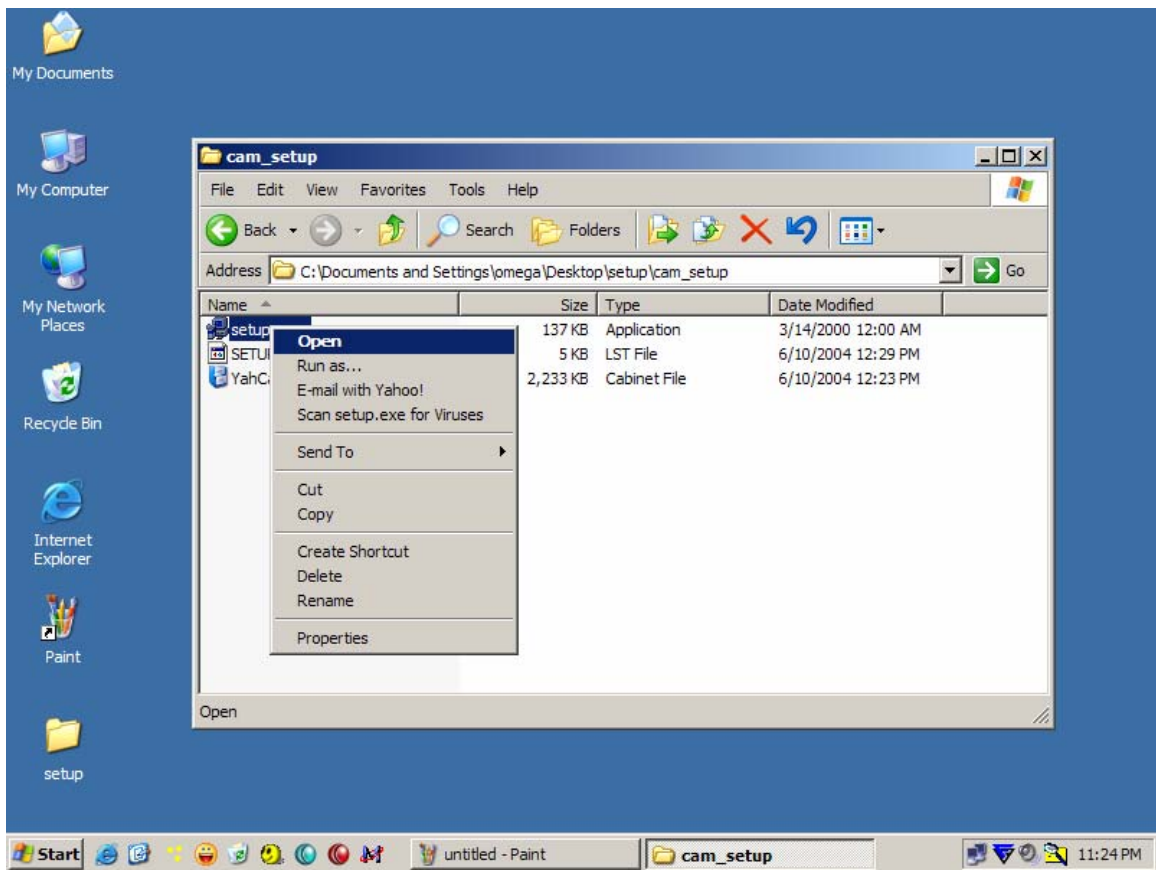 My Documents
My Computer
My Network
Places
Recycle Bin
Internet
Explorer
Paint
setup
cam_setup
File Edit View Favorites Tools Help
Back Search Folders
Address C:\Documents and Settings\omega\Desktop\setup\cam_setup Go
Name Size Type Date Modified
setup 137 KB Application 3/14/2000 12:00 AM
5 KB LST File 6/10/2004 12:29 PM
2,233 KB Cabinet File 6/10/2004 12:23 PM
Open
Run as...
E-mail with Yahoo!
Scan setup.exe for Viruses
Send To
Cut
Copy
Create Shortcut
Delete
Rename
Properties
Open
Start untitled - Paint cam_setup 11:24 PM